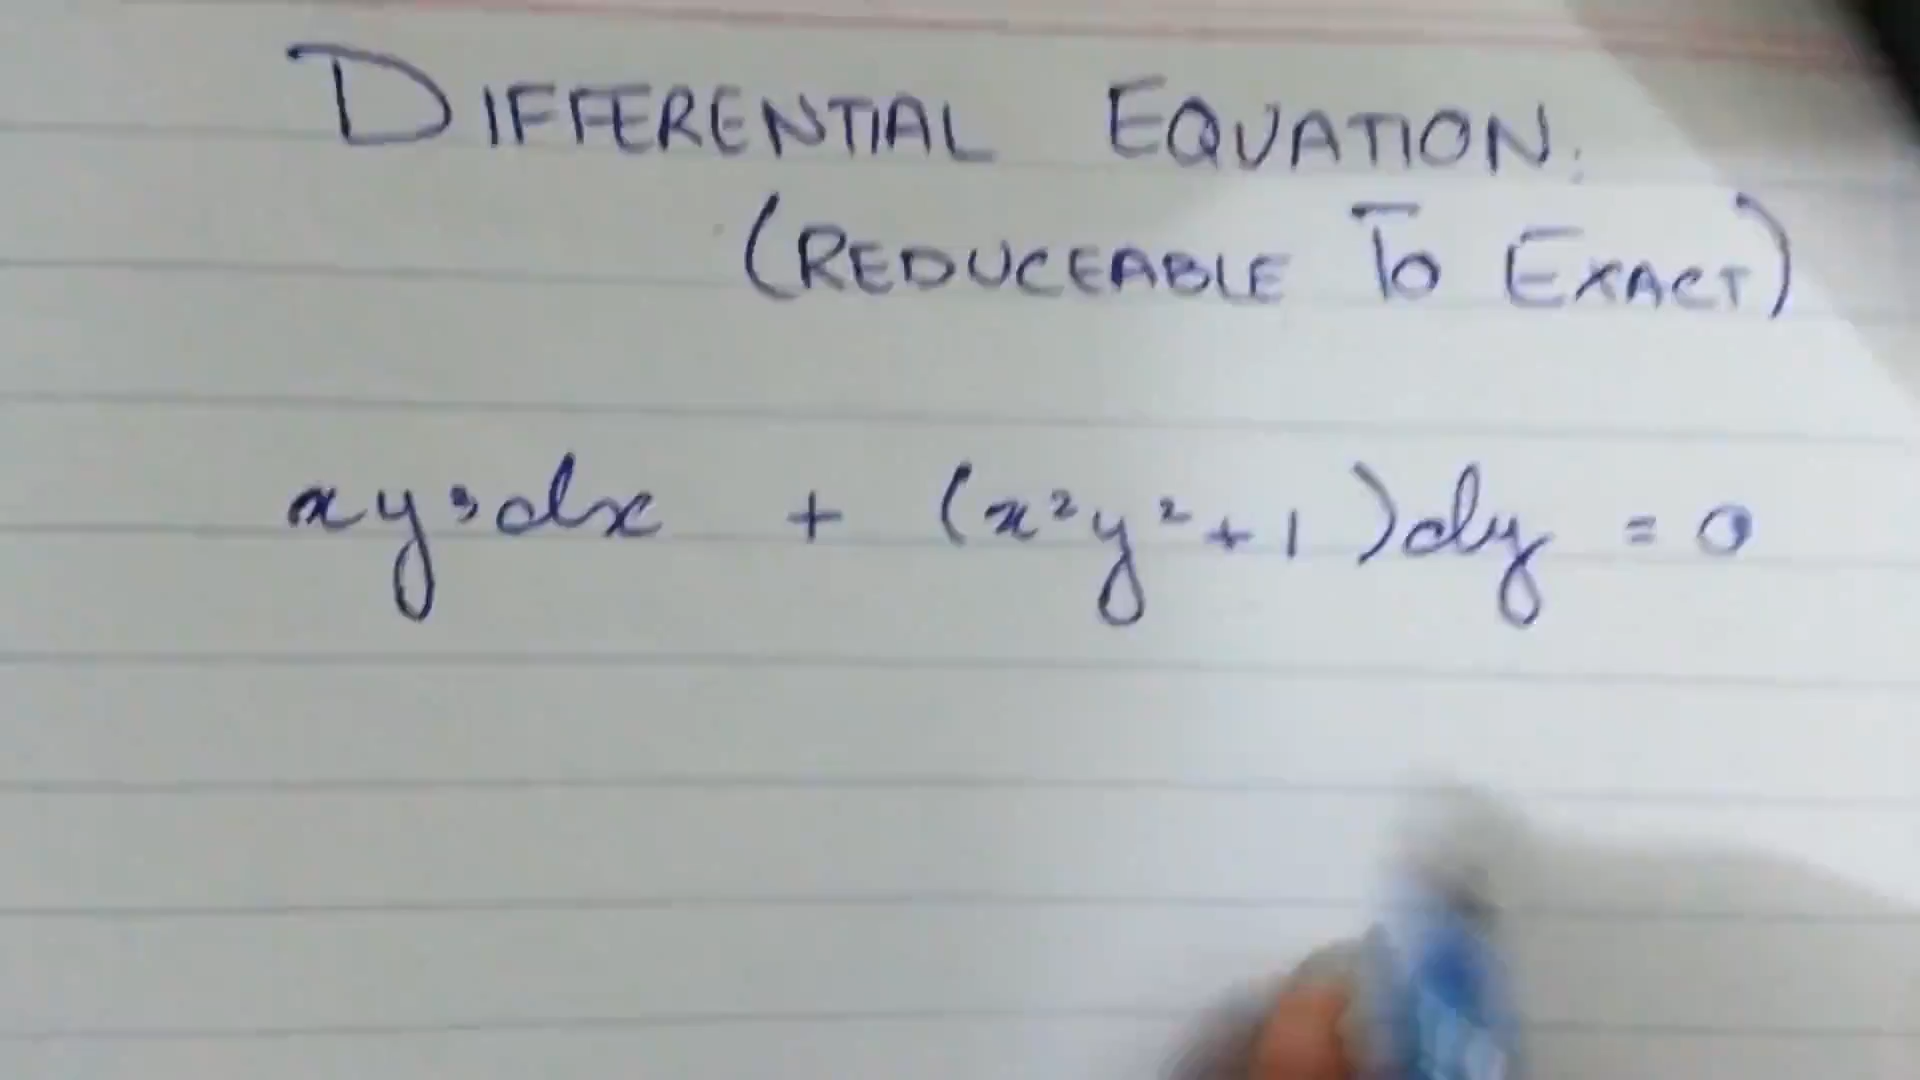 DIFFERENTIAL EQUATION.
(REDUCEABLE TO EXACT)
xy³dx + (x²y²+1)dy = 0